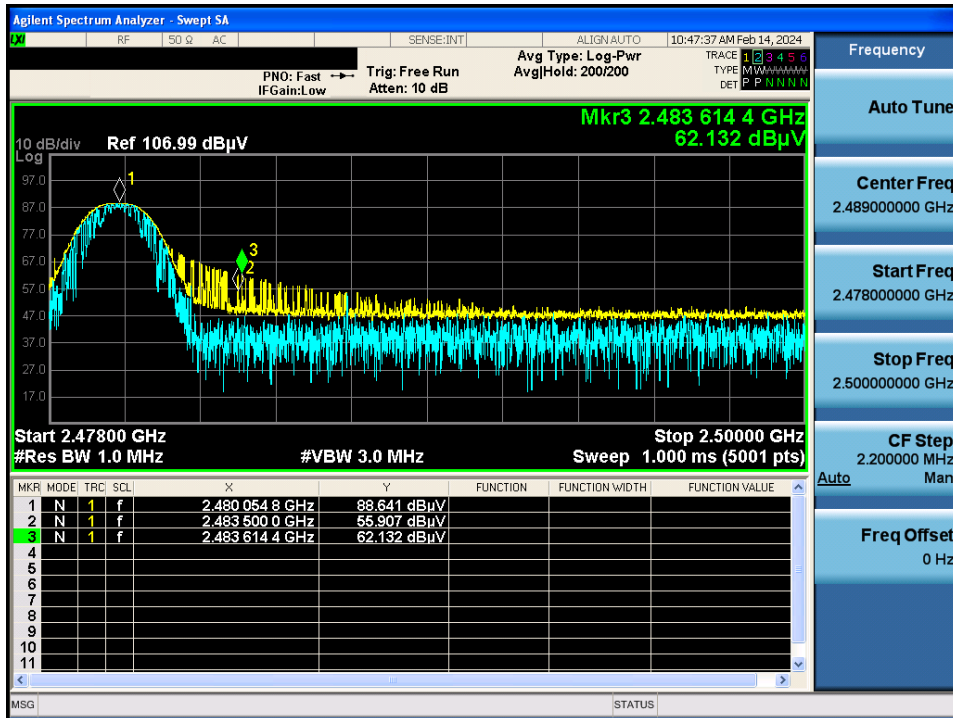 Agilent Spectrum Analyzer - Swept SA
LXI RF 50 Ω AC SENSE:INT ALIGN AUTO 10:47:37 AM Feb 14, 2024
Frequency
PNO: Fast Trig: Free Run Avg Type: Log-Pwr TRACE 1 2 3 4 5 6
IFGain:Low Atten: 10 dB Avg|Hold: 200/200 TYPE M W
DET P P N N N N
Auto Tune
Mkr3 2.483 614 4 GHz
62.132 dBµV
10 dB/div Ref 106.99 dBµV
Log
97.0
87.0
77.0
67.0
57.0
47.0
37.0
27.0
17.0
1
3
2
Start 2.47800 GHz Stop 2.50000 GHz
#Res BW 1.0 MHz #VBW 3.0 MHz Sweep 1.000 ms (5001 pts)
Center Freq
2.489000000 GHz
Start Freq
2.478000000 GHz
Stop Freq
2.500000000 GHz
CF Step
2.200000 MHz
Auto Man
Freq Offset
0 Hz
MKR MODE TRC SCL X Y FUNCTION FUNCTION WIDTH FUNCTION VALUE
1 N 1 f 2.480 054 8 GHz 88.641 dBµV
2 N 1 f 2.483 500 0 GHz 55.907 dBµV
3 N 1 f 2.483 614 4 GHz 62.132 dBµV
4
5
6
7
8
9
10
11
MSG STATUS